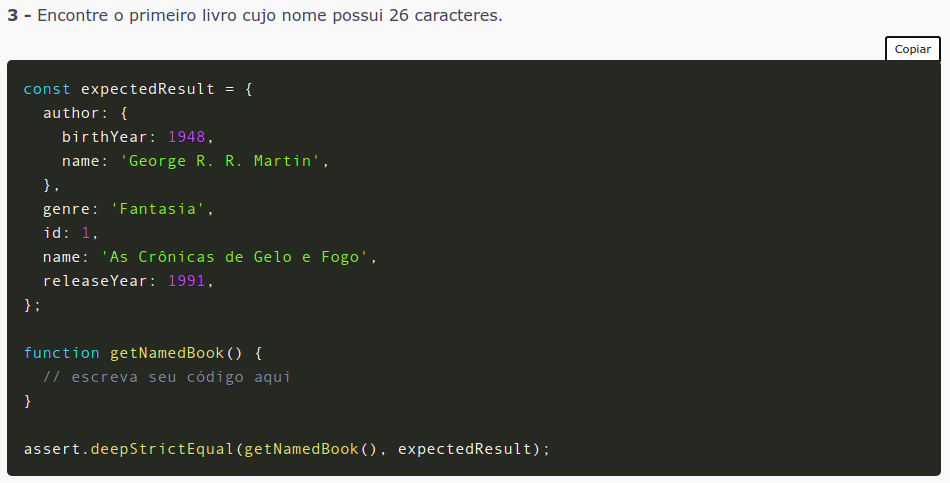 3 - Encontre o primeiro livro cujo nome possui 26 caracteres.
Copiar
const expectedResult = {
  author: {
    birthYear: 1948,
    name: 'George R. R. Martin',
  },
  genre: 'Fantasia',
  id: 1,
  name: 'As Crônicas de Gelo e Fogo',
  releaseYear: 1991,
};

function getNamedBook() {
  // escreva seu código aqui
}

assert.deepStrictEqual(getNamedBook(), expectedResult);